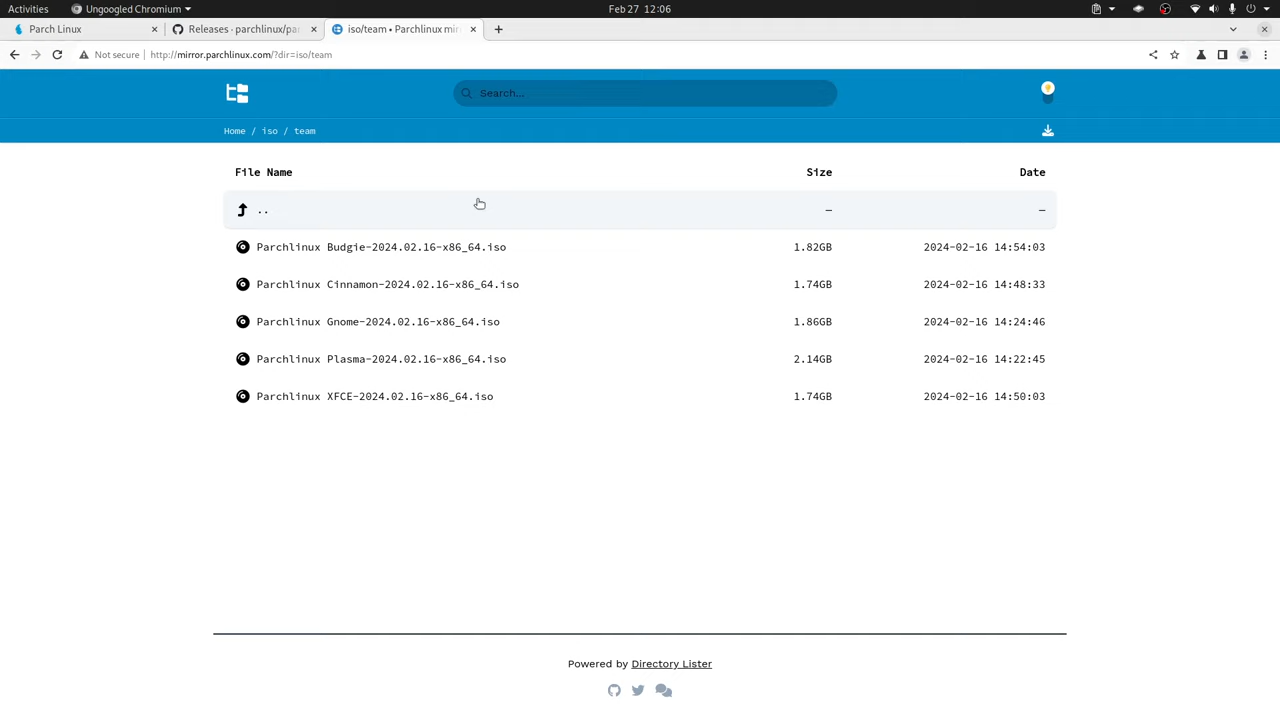 Activities Ungoogled Chromium Feb 27 12:06
Parch Linux Releases · parchlinux/pa iso/team • Parchlinux mir
Not secure http://mirror.parchlinux.com/?dir=iso/team
Search...
Home / iso / team
File Name Size Date
.. — —
Parchlinux Budgie-2024.02.16-x86_64.iso 1.82GB 2024-02-16 14:54:03
Parchlinux Cinnamon-2024.02.16-x86_64.iso 1.74GB 2024-02-16 14:48:33
Parchlinux Gnome-2024.02.16-x86_64.iso 1.86GB 2024-02-16 14:24:46
Parchlinux Plasma-2024.02.16-x86_64.iso 2.14GB 2024-02-16 14:22:45
Parchlinux XFCE-2024.02.16-x86_64.iso 1.74GB 2024-02-16 14:50:03
Powered by Directory Lister